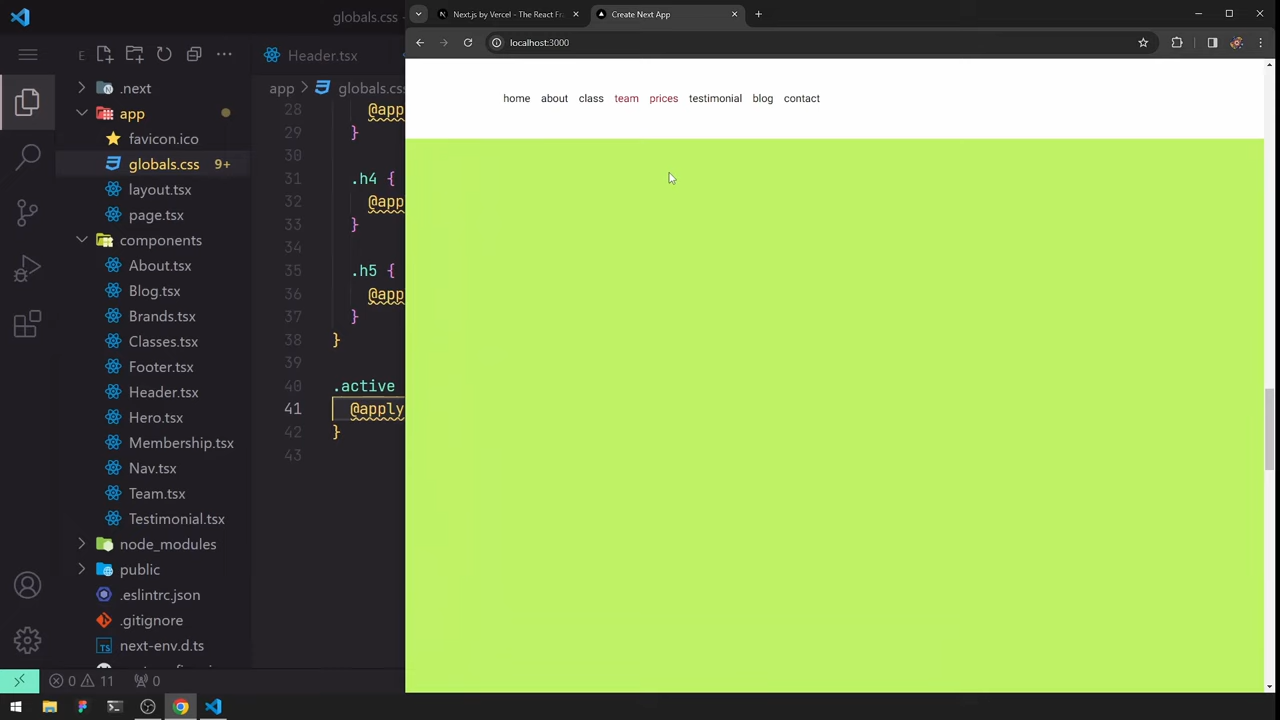 globals.css -
Next.js by Vercel - The React Fr
Create Next App
localhost:3000
E
Header.tsx
.next
app
favicon.ico
globals.css 9+
layout.tsx
page.tsx
components
About.tsx
Blog.tsx
Brands.tsx
Classes.tsx
Footer.tsx
Header.tsx
Hero.tsx
Membership.tsx
Nav.tsx
Team.tsx
Testimonial.tsx
node_modules
public
.eslintrc.json
.gitignore
next-env.d.ts
app > globals.css
28 @app
29 }
30
31 .h4 {
32 @app
33 }
34
35 .h5 {
36 @app
37 }
38 }
39
40 .active
41 @apply
42 }
43
home about class team prices testimonial blog contact
0 11 0